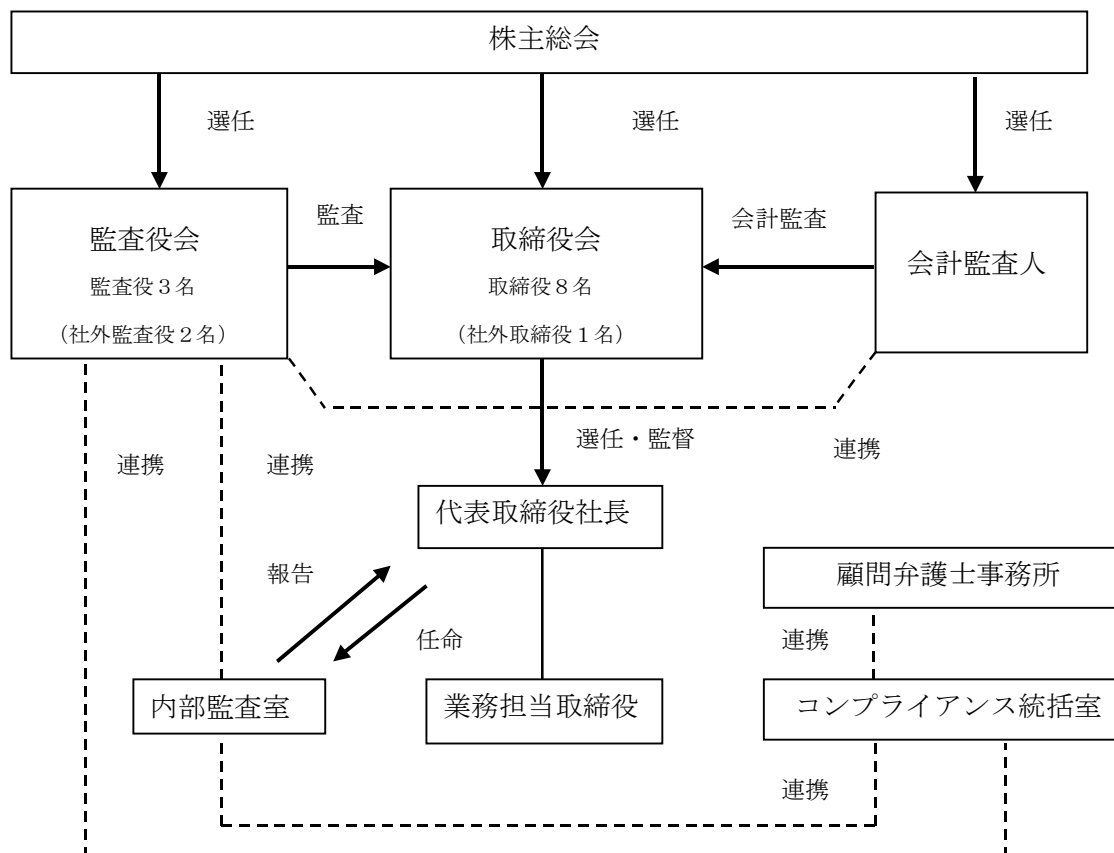 株主総会
選任
選任
選任
監査役会
監査役3名
(社外監査役2名)
監査
取締役会
取締役8名
(社外取締役1名)
会計監査
会計監査人
連携
連携
選任・監督
連携
代表取締役社長
報告
任命
顧問弁護士事務所
連携
内部監査室
業務担当取締役
コンプライアンス統括室
連携